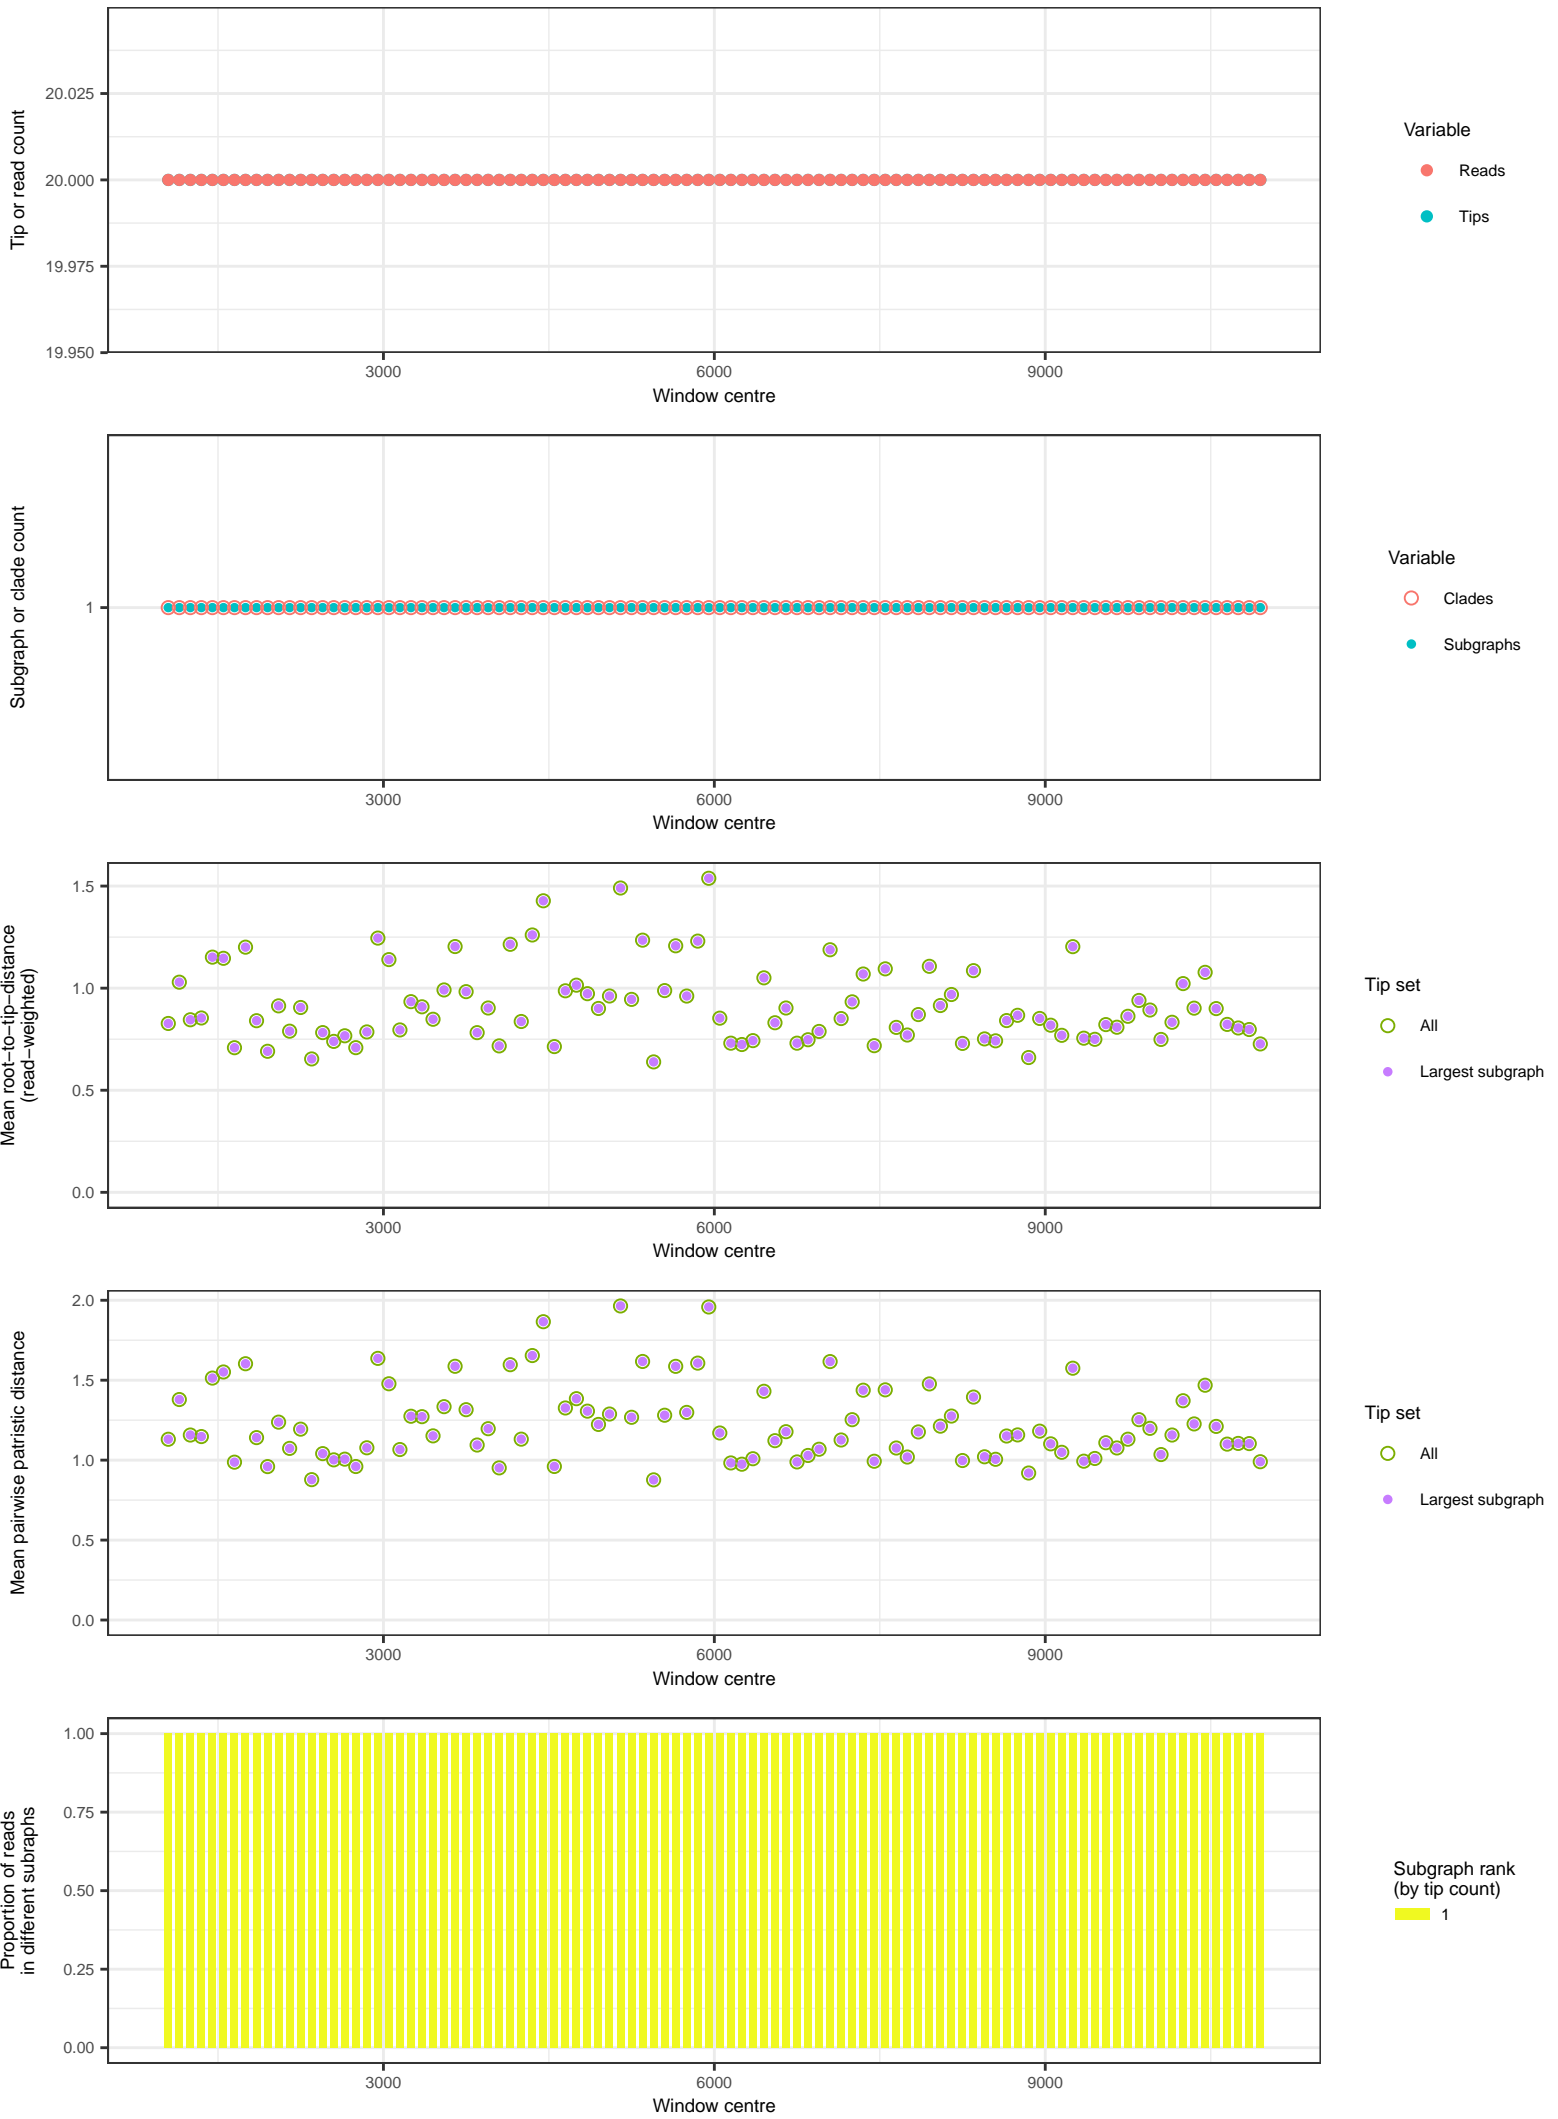 20.025
20.000
19.975
19.950
Tip or read count
3000
6000
9000
Window centre
Variable
Reads
Tips
1
Subgraph or clade count
3000
6000
9000
Window centre
Variable
Clades
Subgraphs
1.5
1.0
0.5
0.0
Mean root−to−tip−distance
(read−weighted)
3000
6000
9000
Window centre
Tip set
All
Largest subgraph
2.0
1.5
1.0
0.5
0.0
Mean pairwise patristic distance
3000
6000
9000
Window centre
Tip set
All
Largest subgraph
1.00
0.75
0.50
0.25
0.00
Proportion of reads
in different subraphs
3000
6000
9000
Window centre
Subgraph rank
(by tip count)
1